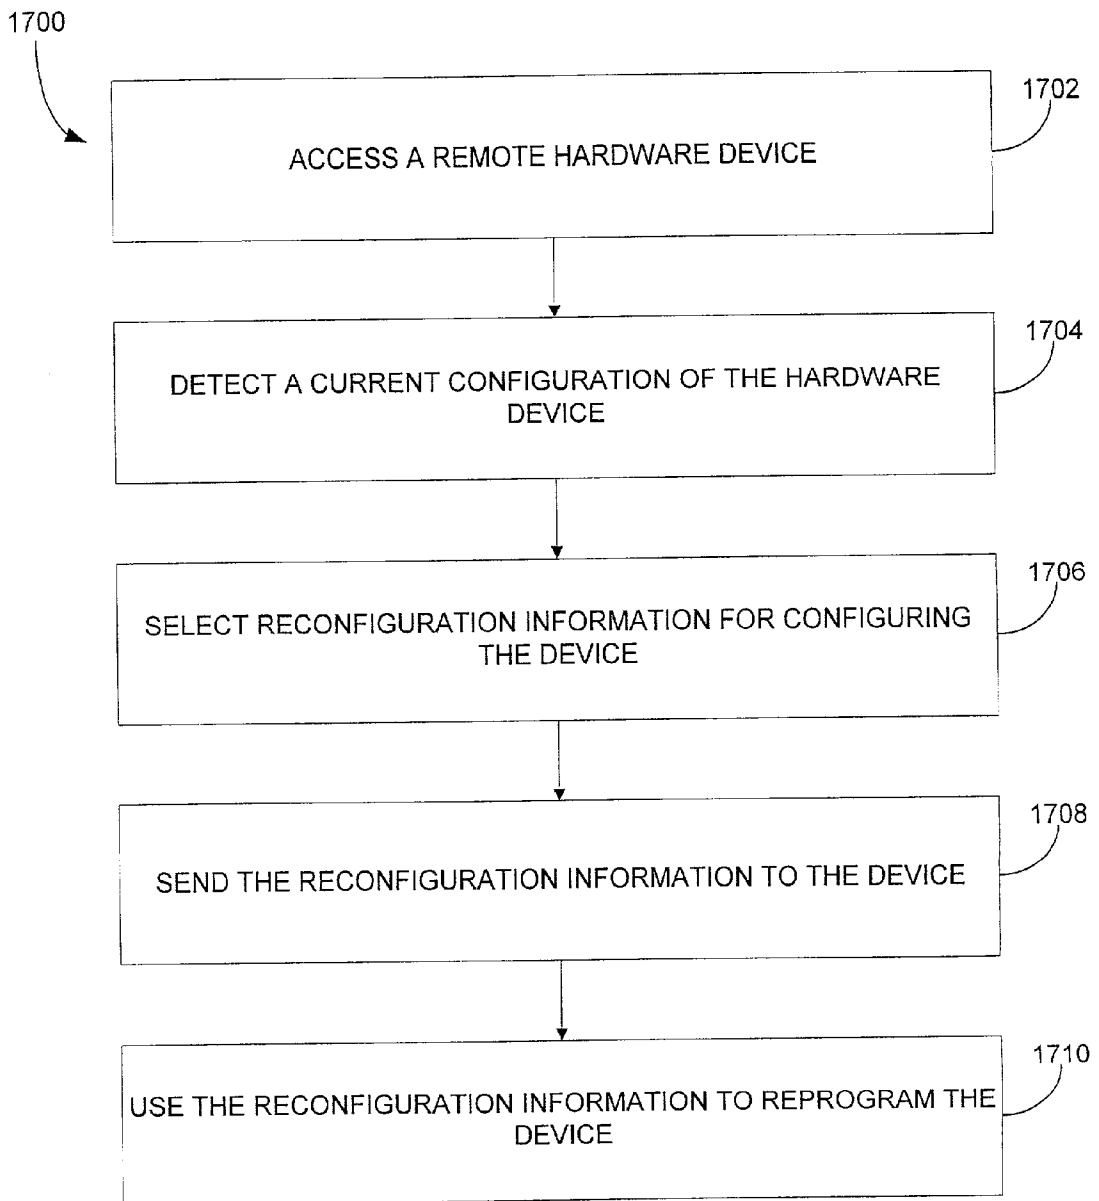 1700
1702
ACCESS A REMOTE HARDWARE DEVICE
1704
DETECT A CURRENT CONFIGURATION OF THE HARDWARE
DEVICE
1706
SELECT RECONFIGURATION INFORMATION FOR CONFIGURING
THE DEVICE
1708
SEND THE RECONFIGURATION INFORMATION TO THE DEVICE
1710
USE THE RECONFIGURATION INFORMATION TO REPROGRAM THE
DEVICE